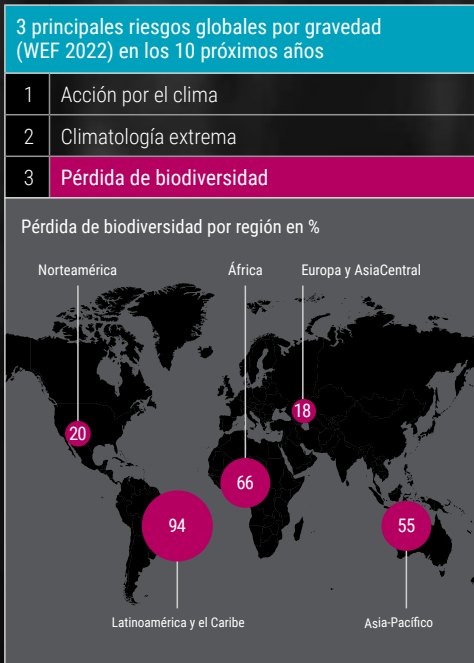 3 principales riesgos globales por gravedad
(WEF 2022) en los 10 próximos años
1 Acción por el clima
2 Climatología extrema
3 Pérdida de biodiversidad
Pérdida de biodiversidad por región en %
Norteamérica África Europa y AsiaCentral
18
20
66
94 55
Latinoamérica y el Caribe Asia-Pacífico